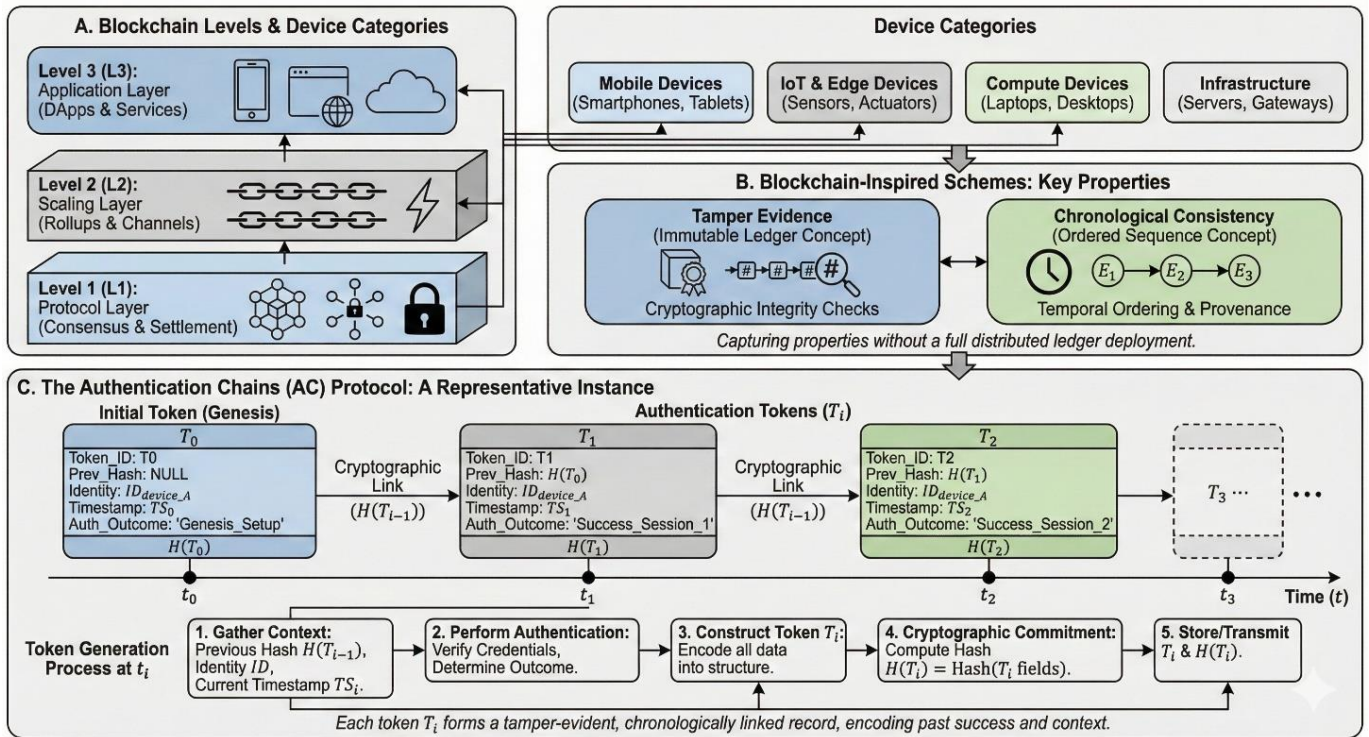 A. Blockchain Levels & Device Categories
Level 3 (L3):
Application Layer
(DApps & Services)
Level 2 (L2):
Scaling Layer
(Rollups & Channels)
Level 1 (L1):
Protocol Layer
(Consensus & Settlement)
Device Categories
Mobile Devices
(Smartphones, Tablets)
IoT & Edge Devices
(Sensors, Actuators)
Compute Devices
(Laptops, Desktops)
Infrastructure
(Servers, Gateways)
B. Blockchain-Inspired Schemes: Key Properties
Tamper Evidence
(Immutable Ledger Concept)
# # # #
Cryptographic Integrity Checks
Chronological Consistency
(Ordered Sequence Concept)
E₁ E₂ E₃
Temporal Ordering & Provenance
Capturing properties without a full distributed ledger deployment.
C. The Authentication Chains (AC) Protocol: A Representative Instance
Initial Token (Genesis)
T₀
Token_ID: T0
Prev_Hash: NULL
Identity: ID_device_A
Timestamp: TS₀
Auth_Outcome: 'Genesis_Setup'
H(T₀)
Cryptographic
Link
(H(Tᵢ₋₁))
Authentication Tokens (Tᵢ)
T₁
Token_ID: T1
Prev_Hash: H(T₀)
Identity: ID_device_A
Timestamp: TS₁
Auth_Outcome: 'Success_Session_1'
H(T₁)
Cryptographic
Link
(H(Tᵢ₋₁))
T₂
Token_ID: T2
Prev_Hash: H(T₁)
Identity: ID_device_A
Timestamp: TS₂
Auth_Outcome: 'Success_Session_2'
H(T₂)
T₃ ...
...
t₀
t₁
t₂
t₃
Time (t)
Token Generation
Process at tᵢ
1. Gather Context:
Previous Hash H(Tᵢ₋₁),
Identity ID,
Current Timestamp TSᵢ.
2. Perform Authentication:
Verify Credentials,
Determine Outcome.
3. Construct Token Tᵢ:
Encode all data
into structure.
4. Cryptographic Commitment:
Compute Hash
H(Tᵢ) = Hash(Tᵢ fields).
5. Store/Transmit
Tᵢ & H(Tᵢ).
Each token Tᵢ forms a tamper-evident, chronologically linked record, encoding past success and context.